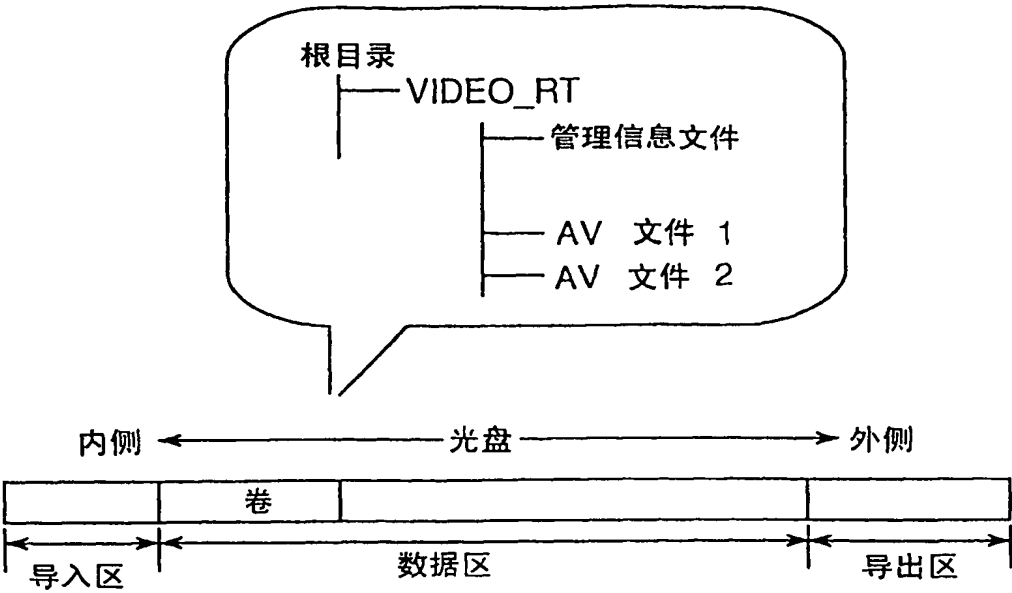 根目录
VIDEO_RT
管理信息文件
AV 文件 1
AV 文件 2
内侧 光盘 外侧
卷
导入区 数据区 导出区